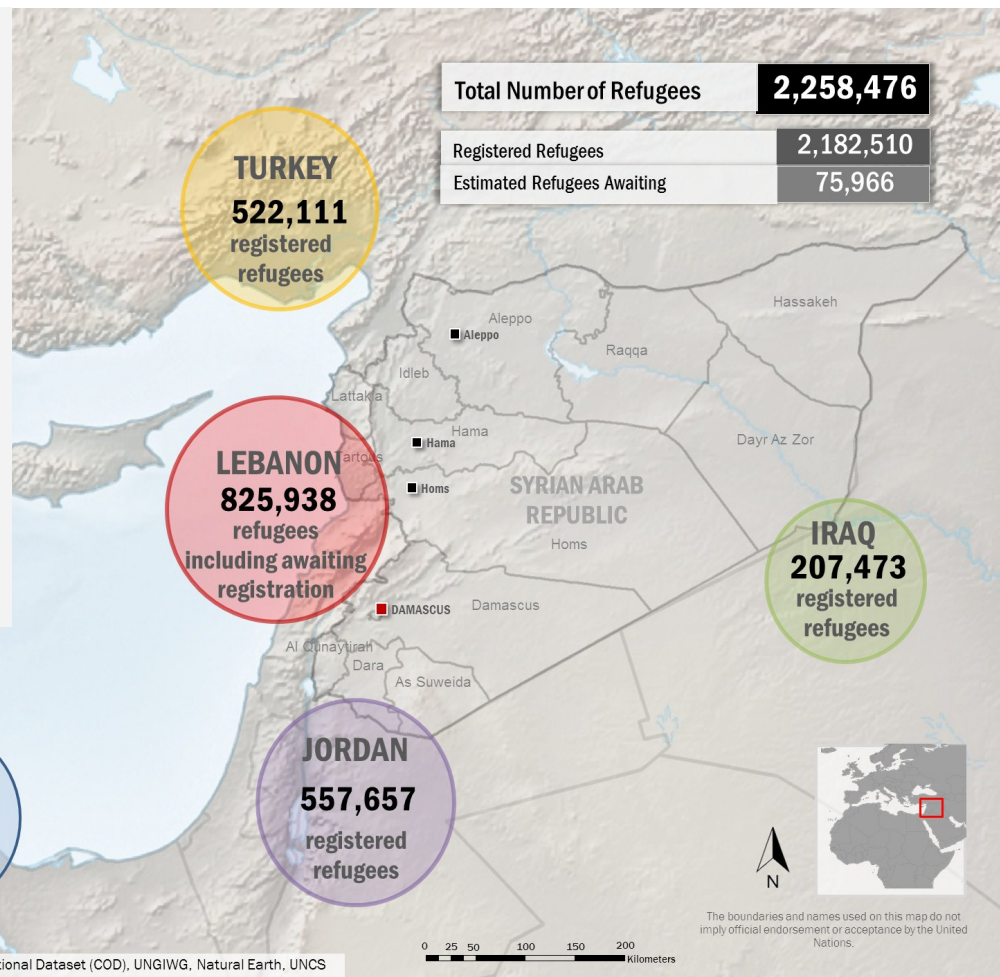 Total Number of Refugees 2,258,476
Registered Refugees 2,182,510
Estimated Refugees Awaiting 75,966
TURKEY
522,111
registered
refugees
Hassakeh
Aleppo
Aleppo
Raqqa
Idleb
Lattakia
Hama
Hama
Dayr Az Zor
LEBANON
825,938
refugees
including awaiting
registration
Tartous
Homs
SYRIAN ARAB
REPUBLIC
Homs
IRAQ
207,473
registered
refugees
DAMASCUS
Damascus
Al Qunaytirah
Dara
As Suweida
JORDAN
557,657
registered
refugees
N
The boundaries and names used on this map do not
imply official endorsement or acceptance by the United
Nations.
0 25 50 100 150 200
Kilometers
tional Dataset (COD), UNGIWG, Natural Earth, UNCS